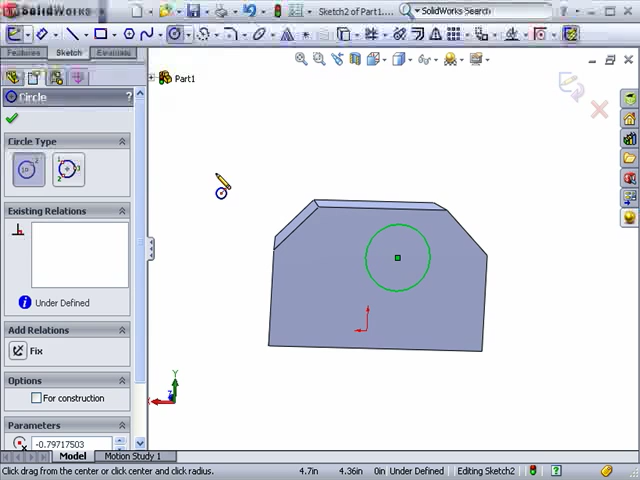 SolidWorks
Sketch2 of Part1....
SolidWorks Search
Features
Sketch
Evaluate
Circle
Part1
Circle Type
Existing Relations
Under Defined
Add Relations
Fix
Options
For construction
Parameters
-0.79717503
Y
Model
Motion Study 1
Click drag from the center or click center and click radius.
4.7in
4.36in
0in
Under Defined
Editing Sketch2